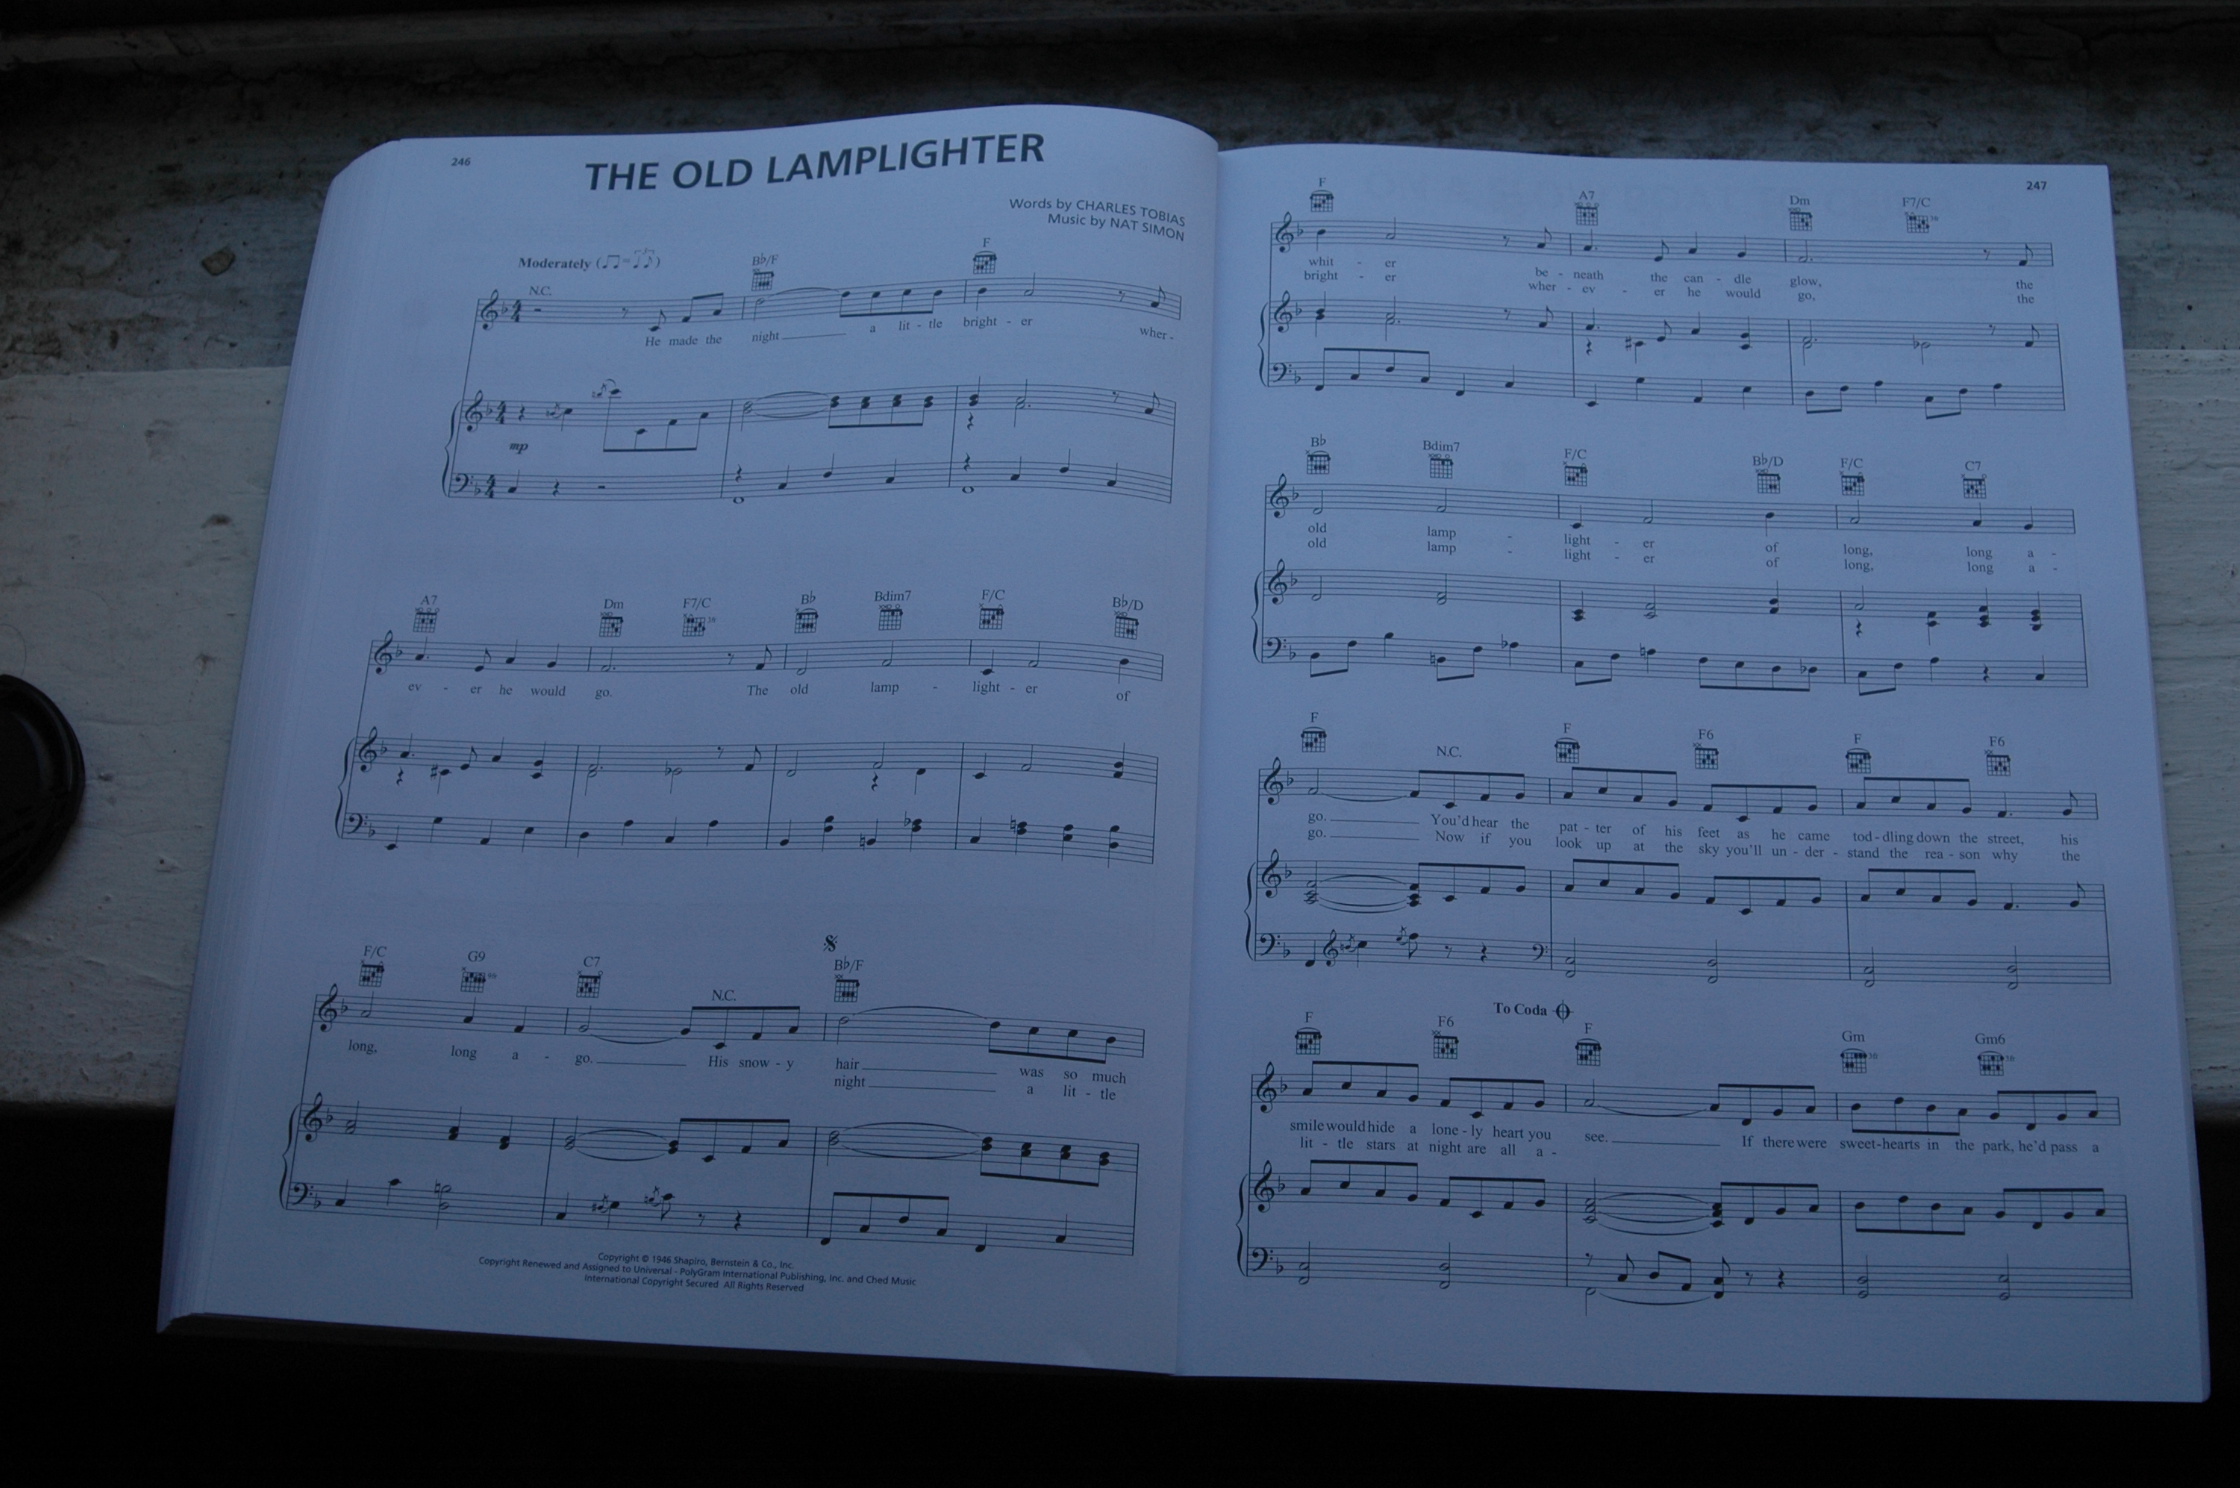 246
THE OLD LAMPLIGHTER
Words by CHARLES TOBIAS
Music by NAT SIMON
Moderately
N.C. B♭/F F
He made the night a lit - tle bright - er wher -
mp
A7 Dm F7/C B♭ Bdim7 F/C B♭/D
ev - er he would go. The old lamp - light - er of
F/C G9 C7 N.C. B♭/F
long, long a - go. His snow - y hair was so much
night a lit - tle
Copyright © 1946 Shapiro, Bernstein & Co., Inc.
Copyright Renewed and Assigned to Universal - PolyGram International Publishing, Inc. and Ched Music
International Copyright Secured All Rights Reserved
247
F A7 Dm F7/C
whit - er be - neath the can - dle glow, the
bright - er wher - ev - er he would go, the
B♭ Bdim7 F/C B♭/D F/C C7
old lamp - light - er of long, long a -
old lamp - light - er of long, long a -
F N.C. F F6 F F6
go. You'd hear the pat - ter of his feet as he came tod - dling down the street, his
go. Now if you look up at the sky you'll un - der - stand the rea - son why the
To Coda
F F6 F Gm Gm6
smile would hide a lone - ly heart you see. If there were sweet - hearts in the park, he'd pass a
lit - tle stars at night are all a -